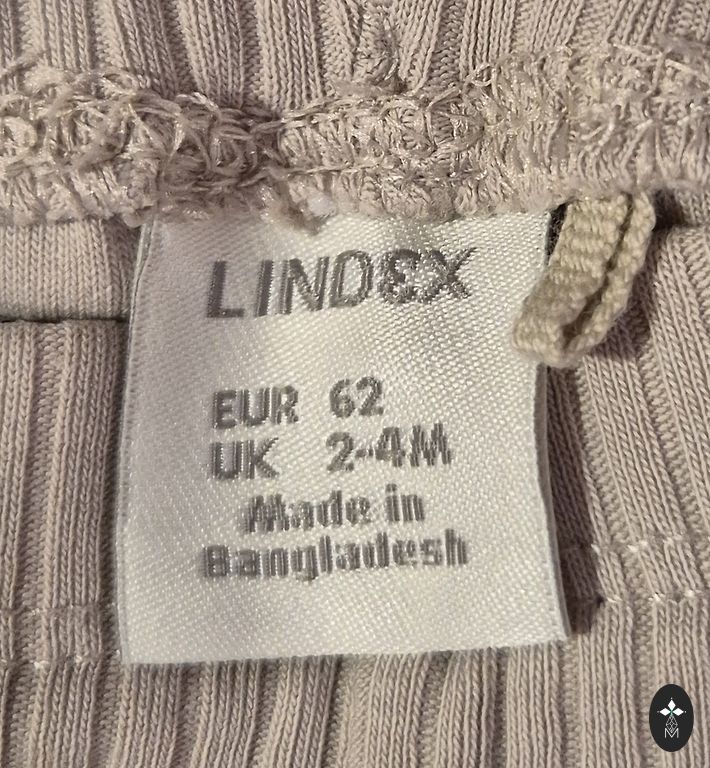 LINDEX
EUR 62
UK 2-4M
Made in
Bangladesh